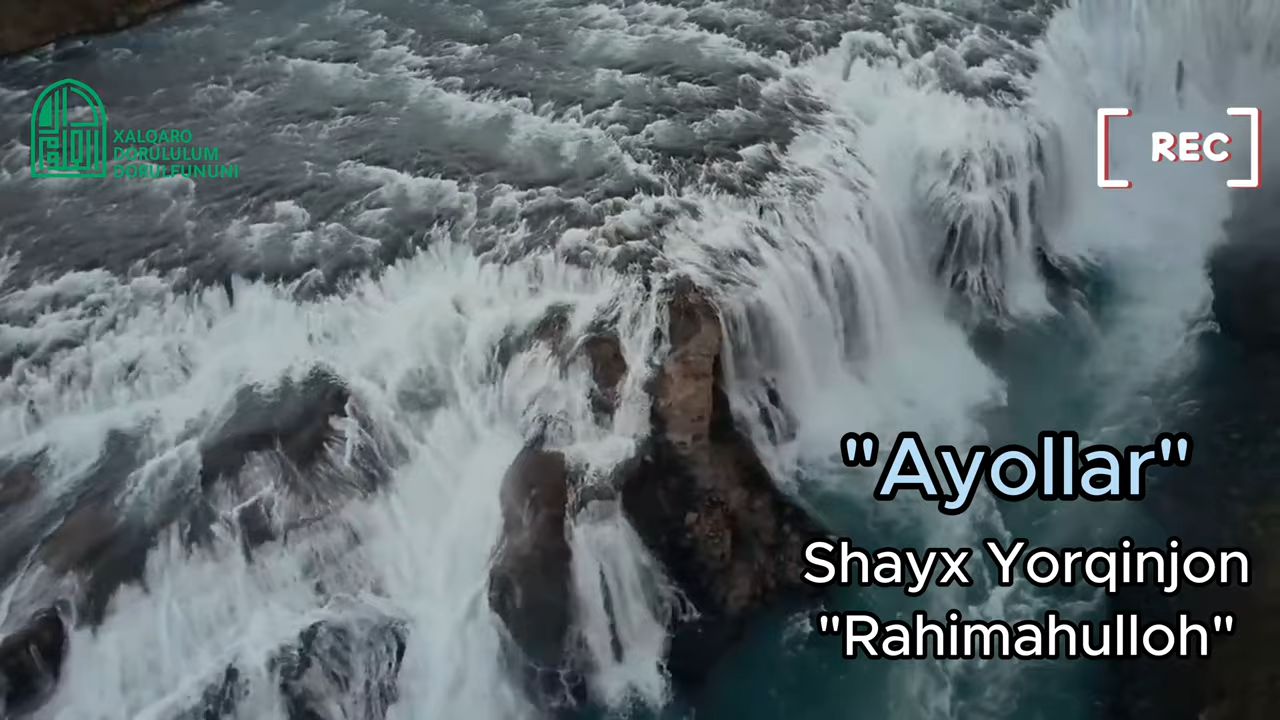 XALQARO
DORULULUM
DORULFUNUNI
REC
"Ayollar"
Shayx Yorqinjon
"Rahimahulloh"